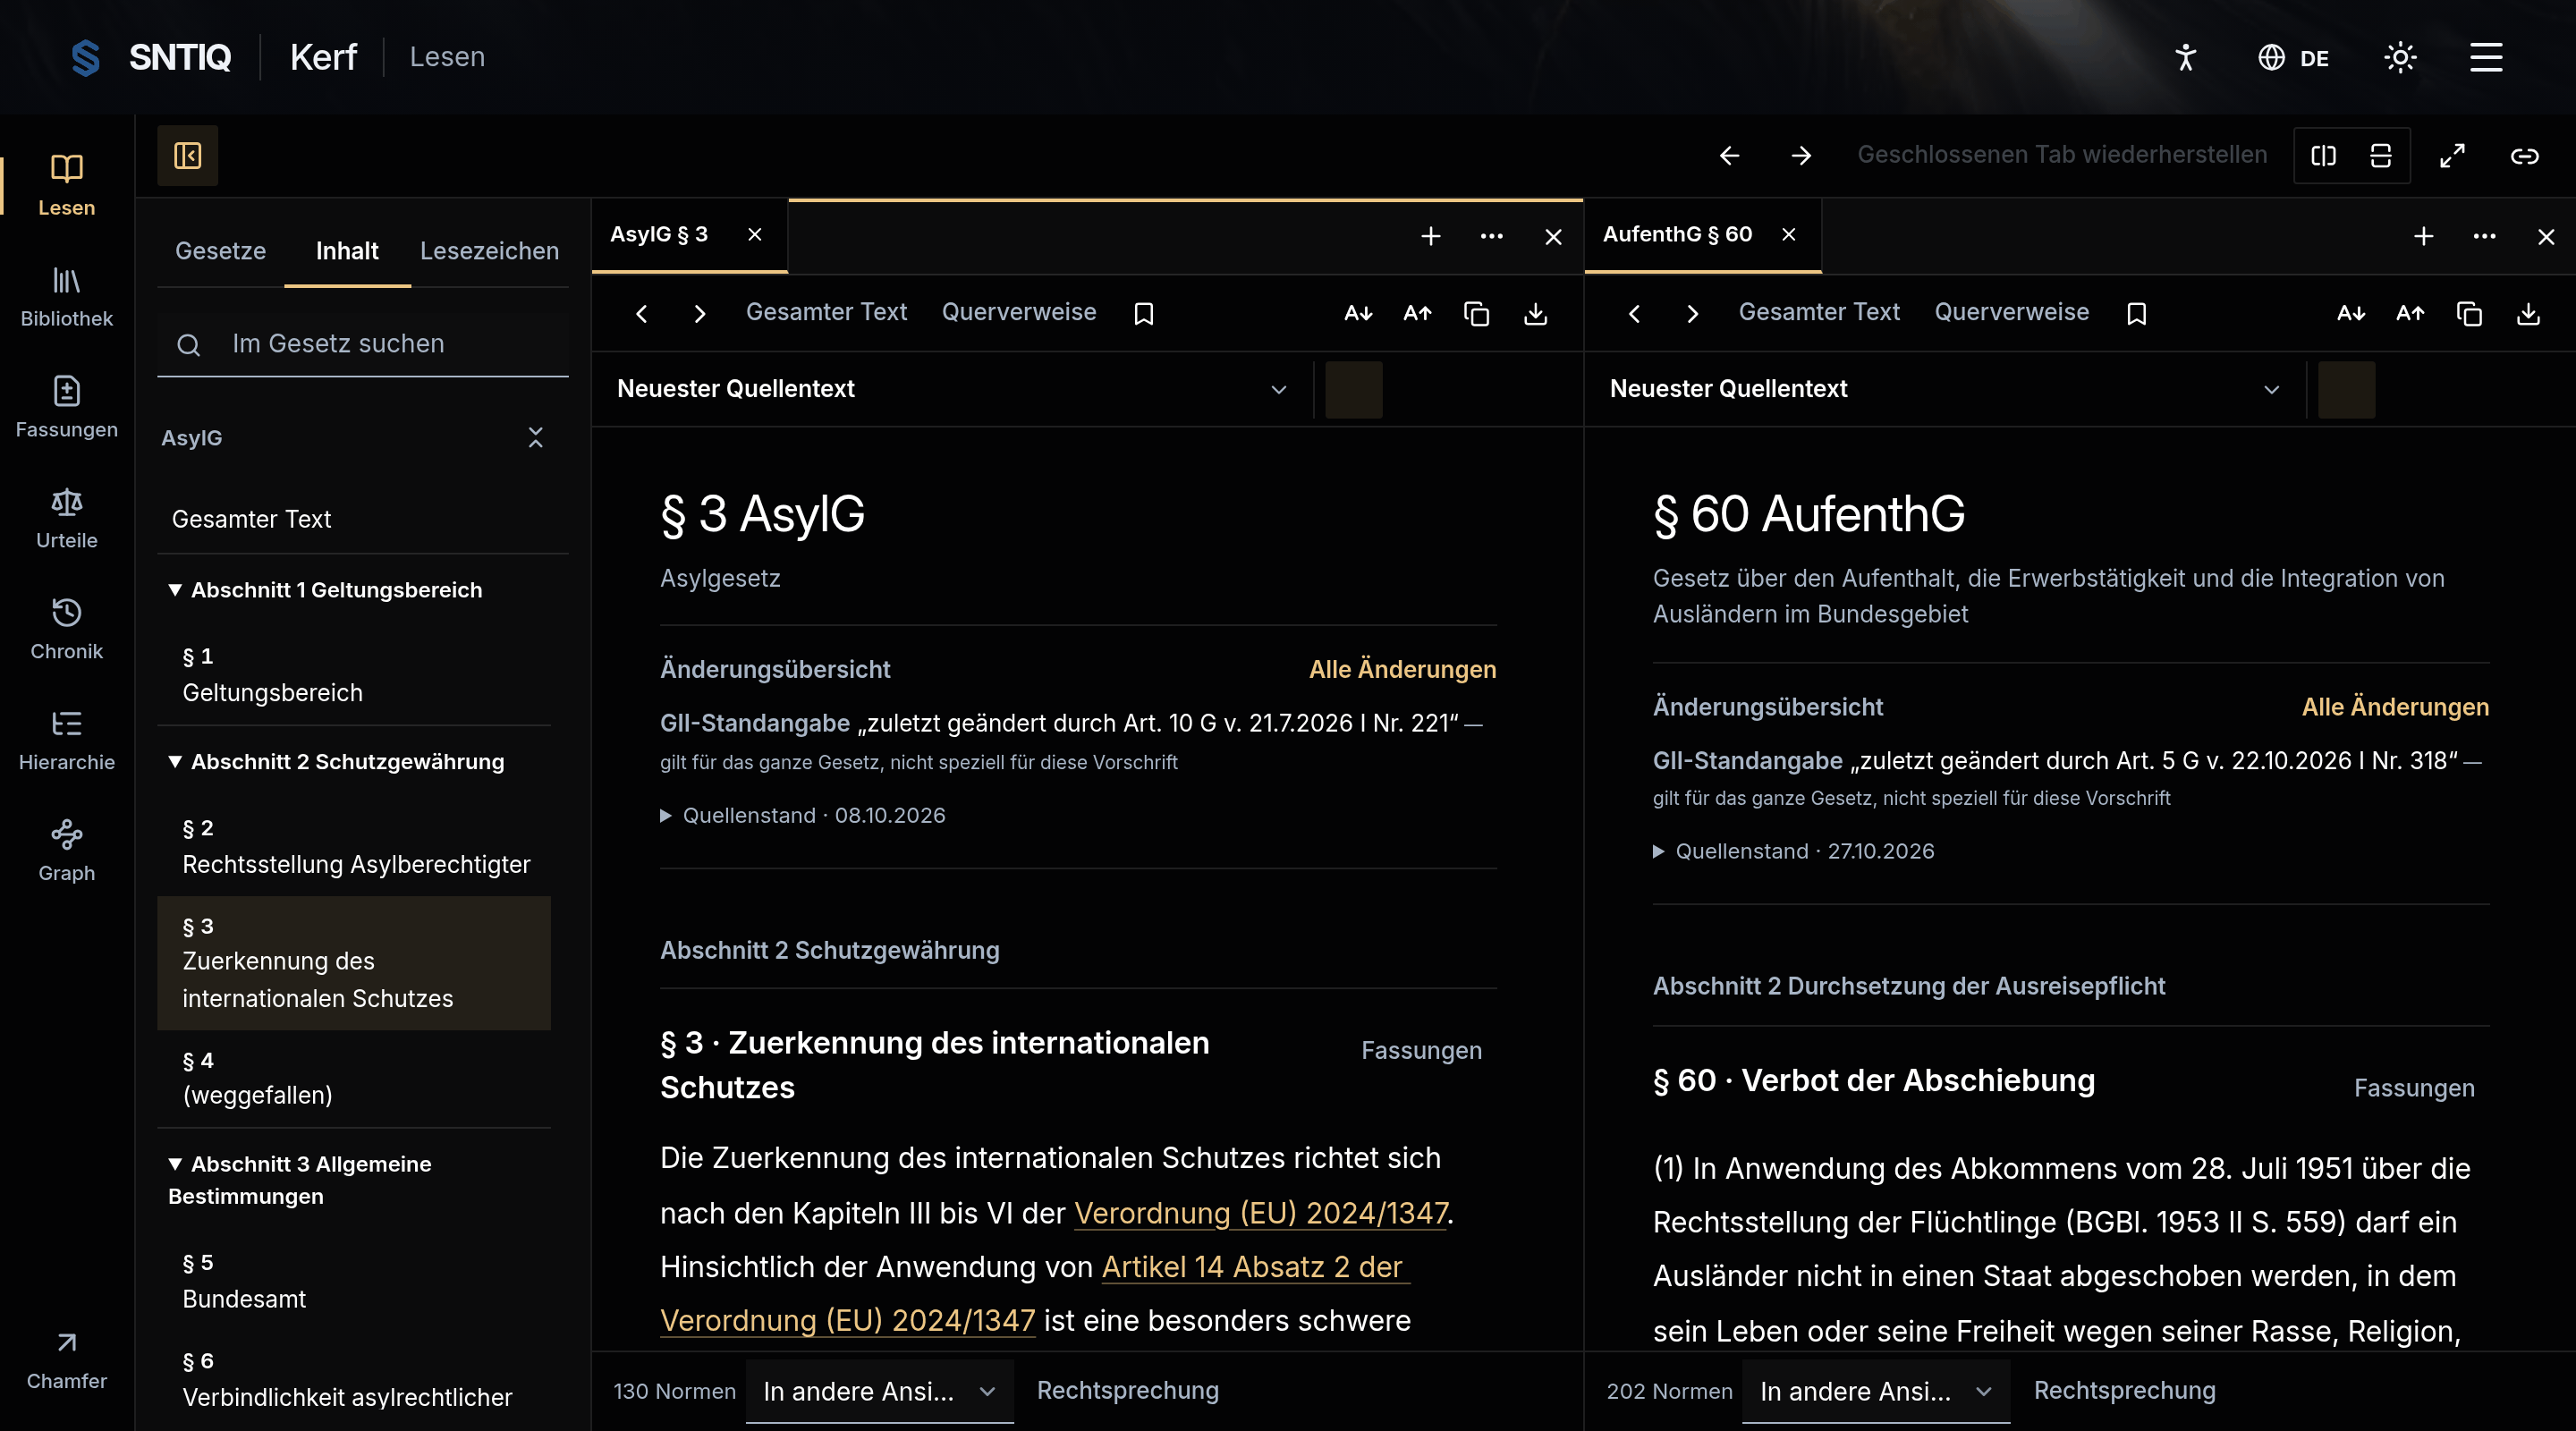 SNTIQ
Kerf
Lesen
DE
Geschlossenen Tab wiederherstellen
Lesen
Bibliothek
Fassungen
Urteile
Chronik
Hierarchie
Graph
Chamfer
Gesetze
Inhalt
Lesezeichen
Im Gesetz suchen
AsylG
Gesamter Text
Abschnitt 1 Geltungsbereich
§ 1
Geltungsbereich
Abschnitt 2 Schutzgewährung
§ 2
Rechtsstellung Asylberechtigter
§ 3
Zuerkennung des
internationalen Schutzes
§ 4
(weggefallen)
Abschnitt 3 Allgemeine
Bestimmungen
§ 5
Bundesamt
§ 6
Verbindlichkeit asylrechtlicher
AsylG § 3
Gesamter Text
Querverweise
A↓
A↑
Neuester Quellentext
§ 3 AsylG
Asylgesetz
Änderungsübersicht
Alle Änderungen
GII-Standangabe „zuletzt geändert durch Art. 10 G v. 21.7.2026 I Nr. 221“ —
gilt für das ganze Gesetz, nicht speziell für diese Vorschrift
Quellenstand · 08.10.2026
Abschnitt 2 Schutzgewährung
§ 3 · Zuerkennung des internationalen
Schutzes
Fassungen
Die Zuerkennung des internationalen Schutzes richtet sich
nach den Kapiteln III bis VI der Verordnung (EU) 2024/1347.
Hinsichtlich der Anwendung von Artikel 14 Absatz 2 der
Verordnung (EU) 2024/1347 ist eine besonders schwere
130 Normen
In andere Ansi...
Rechtsprechung
AufenthG § 60
Gesamter Text
Querverweise
A↓
A↑
Neuester Quellentext
§ 60 AufenthG
Gesetz über den Aufenthalt, die Erwerbstätigkeit und die Integration von
Ausländern im Bundesgebiet
Änderungsübersicht
Alle Änderungen
GII-Standangabe „zuletzt geändert durch Art. 5 G v. 22.10.2026 I Nr. 318“ —
gilt für das ganze Gesetz, nicht speziell für diese Vorschrift
Quellenstand · 27.10.2026
Abschnitt 2 Durchsetzung der Ausreisepflicht
§ 60 · Verbot der Abschiebung
Fassungen
(1) In Anwendung des Abkommens vom 28. Juli 1951 über die
Rechtsstellung der Flüchtlinge (BGBl. 1953 II S. 559) darf ein
Ausländer nicht in einen Staat abgeschoben werden, in dem
sein Leben oder seine Freiheit wegen seiner Rasse, Religion,
202 Normen
In andere Ansi...
Rechtsprechung